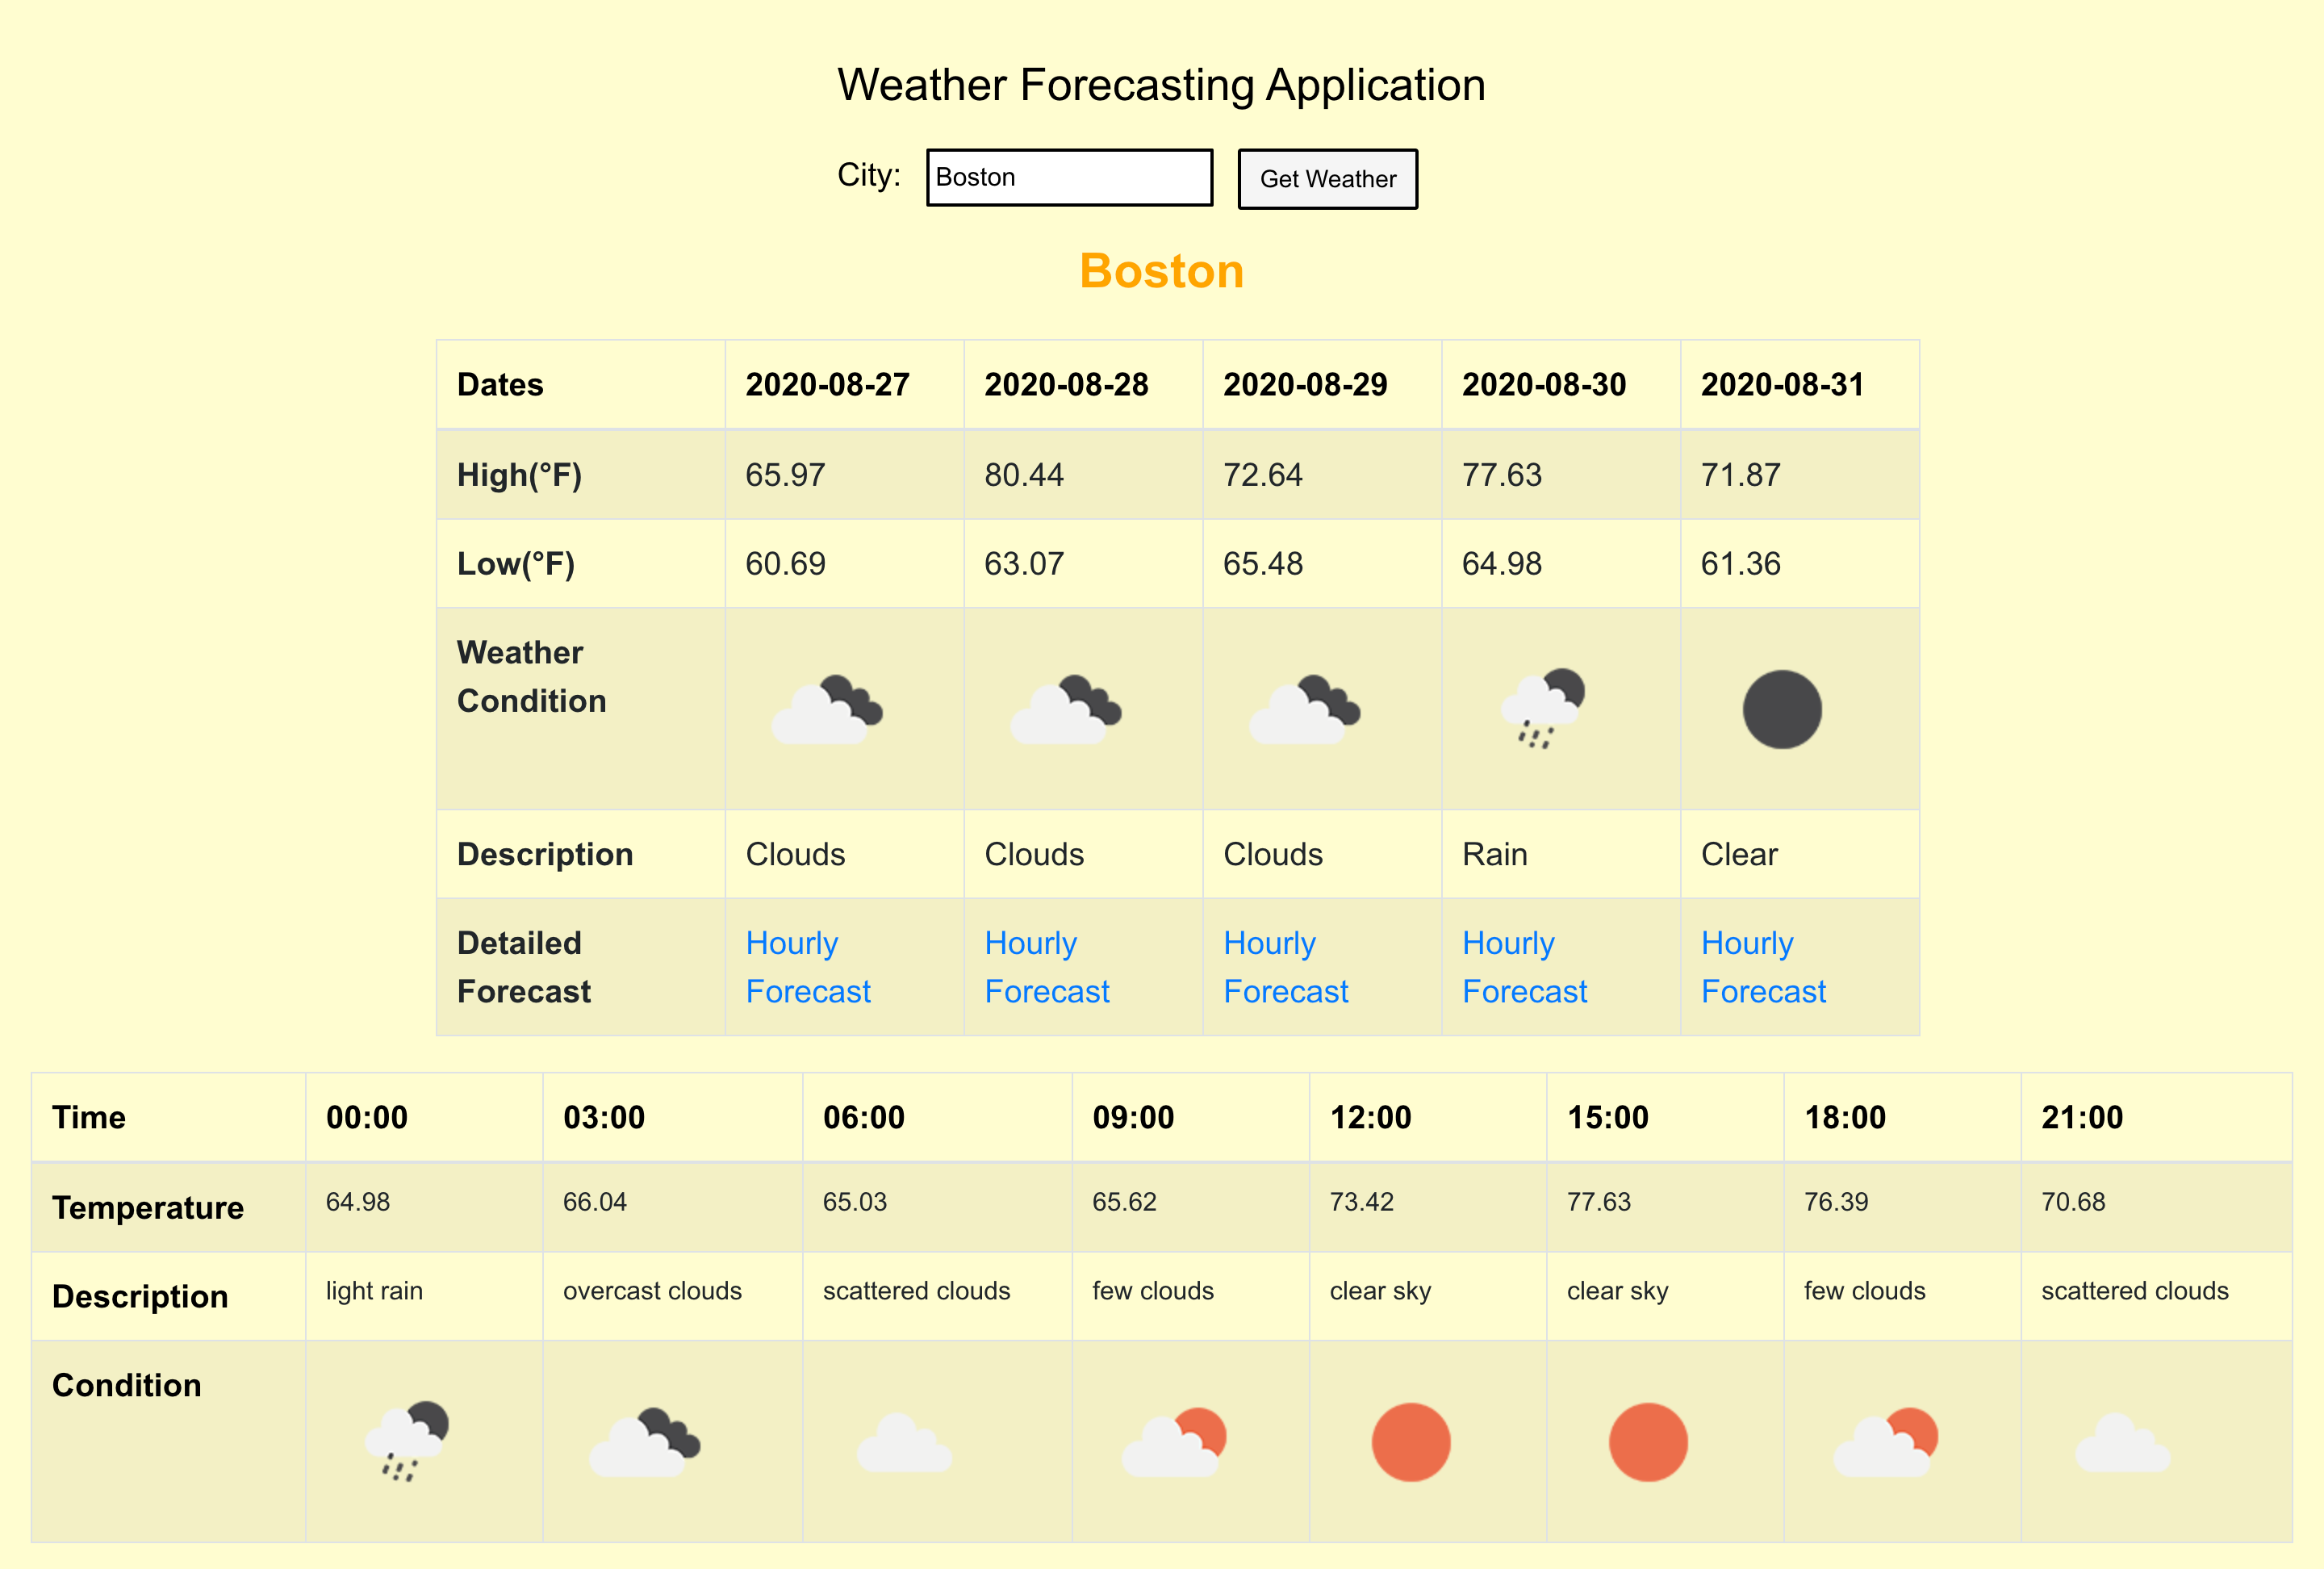 Weather Forecasting Application
City: Boston Get Weather
Boston
Dates 2020-08-27 2020-08-28 2020-08-29 2020-08-30 2020-08-31
High(°F) 65.97 80.44 72.64 77.63 71.87
Low(°F) 60.69 63.07 65.48 64.98 61.36
Weather
Condition
Description Clouds Clouds Clouds Rain Clear
Detailed Hourly Hourly Hourly Hourly Hourly
Forecast Forecast Forecast Forecast Forecast Forecast
Time 00:00 03:00 06:00 09:00 12:00 15:00 18:00 21:00
Temperature 64.98 66.04 65.03 65.62 73.42 77.63 76.39 70.68
Description light rain overcast clouds scattered clouds few clouds clear sky clear sky few clouds scattered clouds
Condition